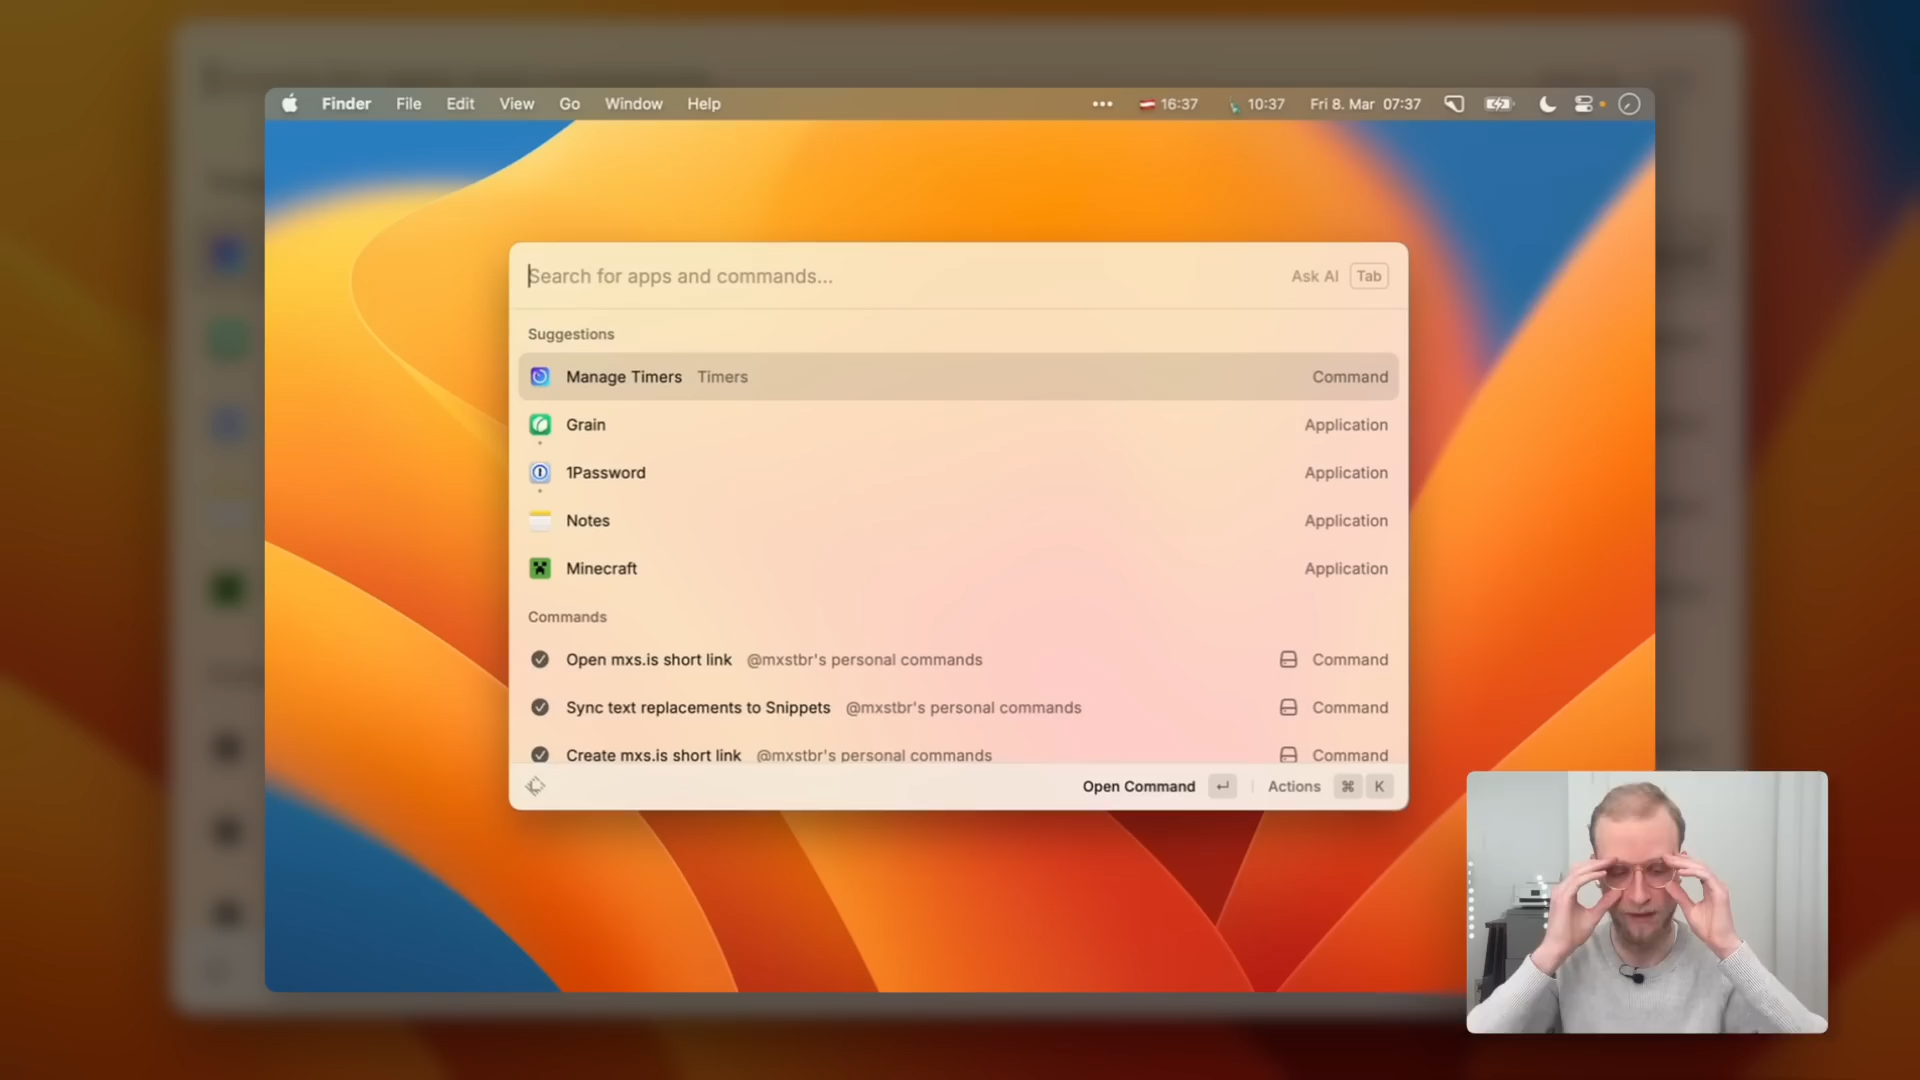 Finder File Edit View Go Window Help ••• 16:37 10:37 Fri 8. Mar 07:37
Search for apps and commands... Ask AI Tab
Suggestions
Manage Timers Timers Command
Grain Application
1Password Application
Notes Application
Minecraft Application
Commands
Open mxs.is short link @mxstbr's personal commands Command
Sync text replacements to Snippets @mxstbr's personal commands Command
Create mxs.is short link @mxstbr's personal commands Command
Open Command ↵ Actions ⌘ K